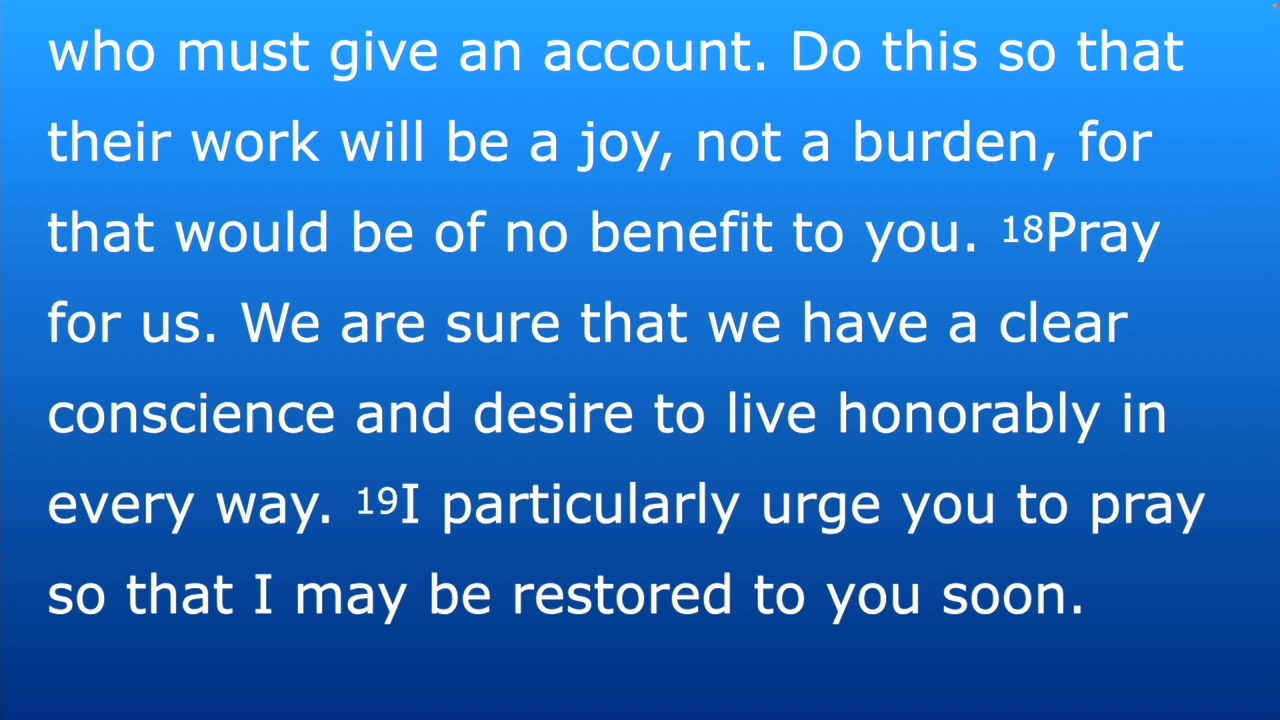 who must give an account. Do this so that
their work will be a joy, not a burden, for
that would be of no benefit to you. 18Pray
for us. We are sure that we have a clear
conscience and desire to live honorably in
every way. 19I particularly urge you to pray
so that I may be restored to you soon.